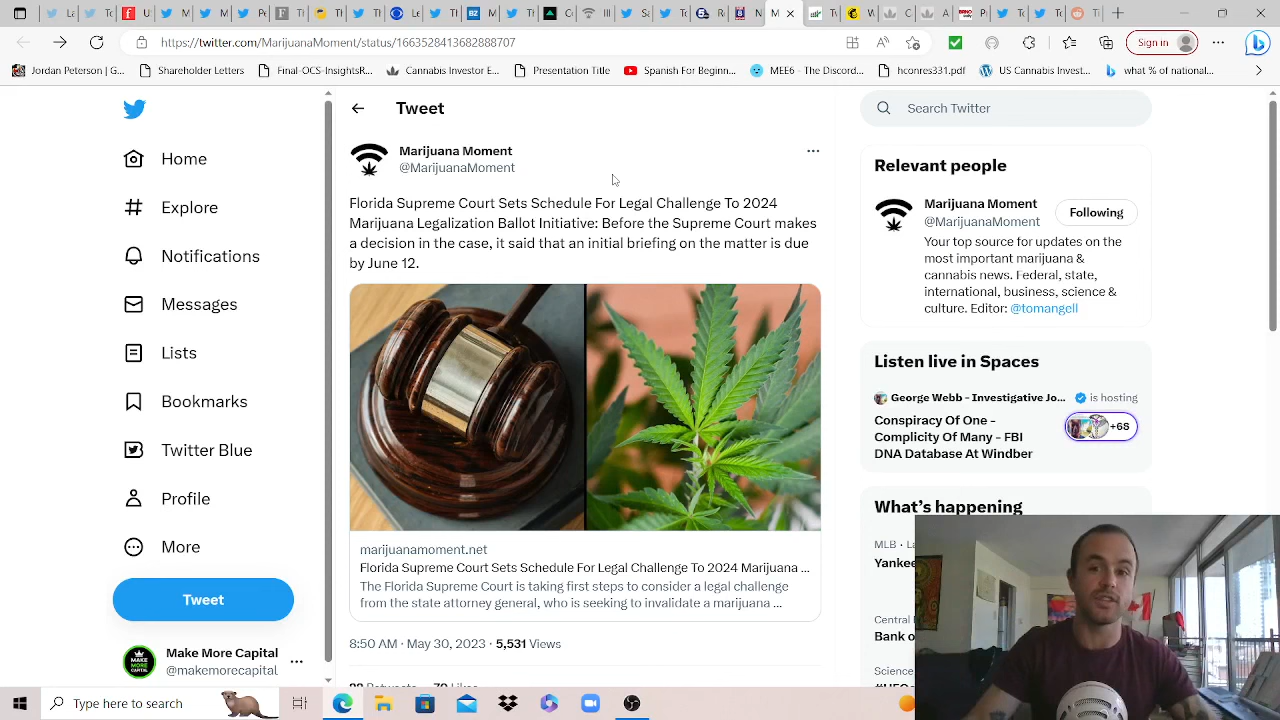 https://twitter.com/MarijuanaMoment/status/1663528413682888707
Sign in
Jordan Peterson | G...
Shareholder Letters
Final-OCS-InsightsR...
Cannabis Investor I...
Presentation Title
Spanish For Beginn...
MEE6 - The Discord...
hconres331.pdf
US Cannabis Invest...
what % of national...
Tweet
Search Twitter
Home
Explore
Notifications
Messages
Lists
Bookmarks
Twitter Blue
Profile
More
Tweet
Make More Capital
@makemorecapital
Marijuana Moment
@MarijuanaMoment
Florida Supreme Court Sets Schedule For Legal Challenge To 2024
Marijuana Legalization Ballot Initiative: Before the Supreme Court makes
a decision in the case, it said that an initial briefing on the matter is due
by June 12.
marijuanamoment.net
Florida Supreme Court Sets Schedule For Legal Challenge To 2024 Marijuana ...
The Florida Supreme Court is taking first steps to consider a legal challenge
from the state attorney general, who is seeking to invalidate a marijuana ...
8:50 AM · May 30, 2023 · 5,531 Views
Relevant people
Marijuana Moment
@MarijuanaMoment
Following
Your top source for updates on the
most important marijuana &
cannabis news. Federal, state,
international, business, science &
culture. Editor: @tomangell
Listen live in Spaces
George Webb - Investigative Jo... is hosting
Conspiracy Of One -
Complicity Of Many - FBI
DNA Database At Windber
+68
What's happening
MLB
Yankee
Central
Bank o
Science
Type here to search
MAKE
MORE
CAPITAL